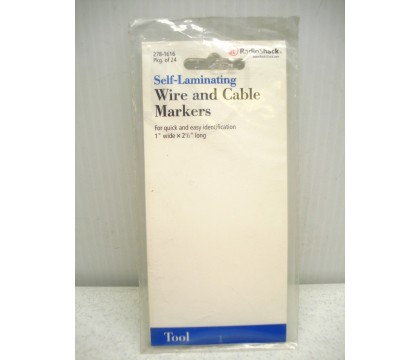 278-1616
Pkg. of 24
RadioShack
Self-Laminating
Wire and Cable
Markers
For quick and easy identification
1" wide × 2½" long
Tool